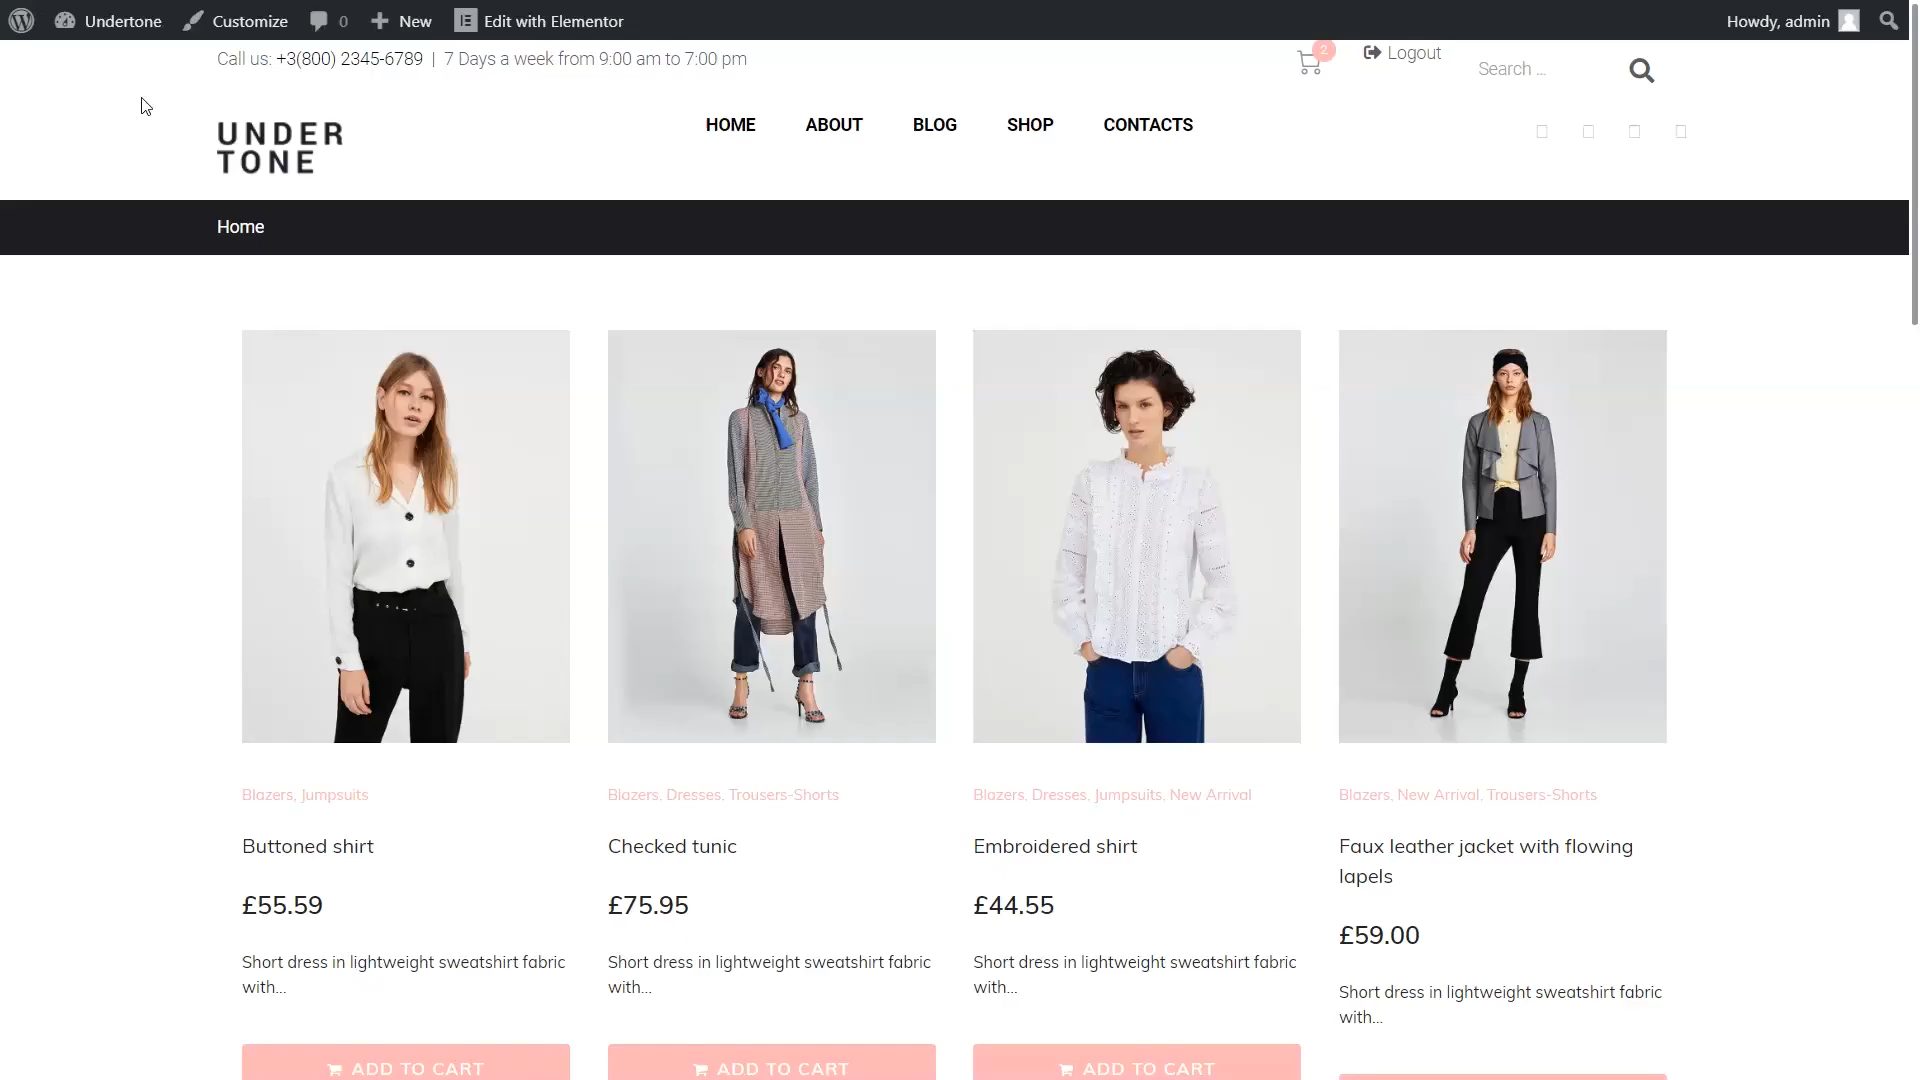 Undertone Customize 0 New Edit with Elementor Howdy, admin
Call us: +3(800) 2345-6789 | 7 Days a week from 9:00 am to 7:00 pm 2 Logout Search ...
UNDER
TONE
HOME ABOUT BLOG SHOP CONTACTS
Home
Blazers, Jumpsuits
Buttoned shirt
£55.59
Short dress in lightweight sweatshirt fabric
with...
ADD TO CART
Blazers, Dresses, Trousers-Shorts
Checked tunic
£75.95
Short dress in lightweight sweatshirt fabric
with...
ADD TO CART
Blazers, Dresses, Jumpsuits, New Arrival
Embroidered shirt
£44.55
Short dress in lightweight sweatshirt fabric
with...
ADD TO CART
Blazers, New Arrival, Trousers-Shorts
Faux leather jacket with flowing
lapels
£59.00
Short dress in lightweight sweatshirt fabric
with...